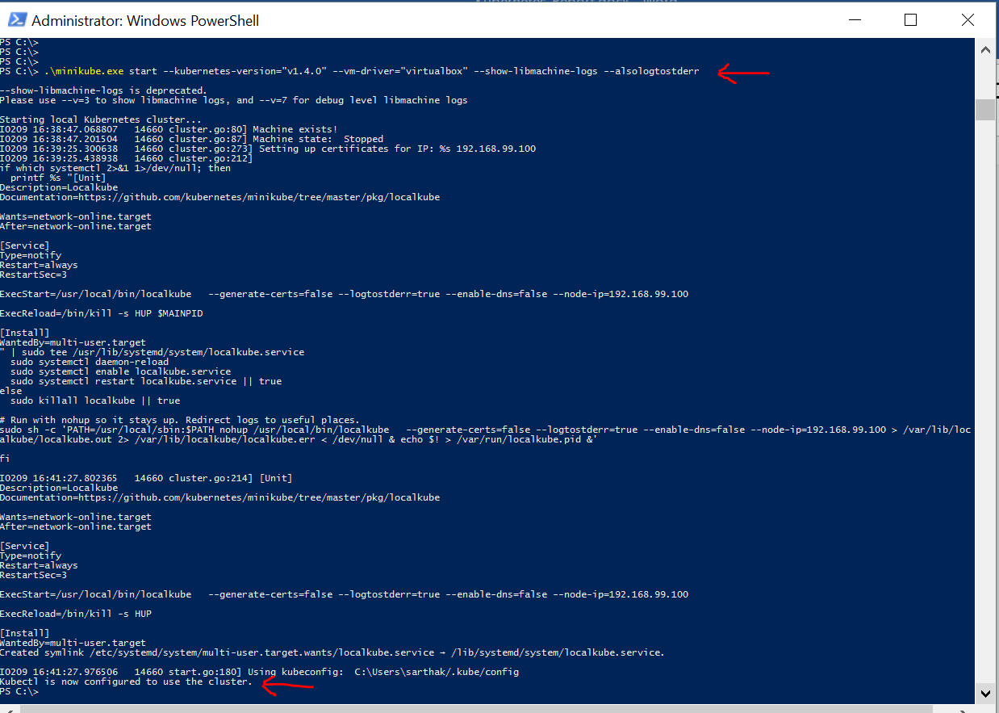 Administrator: Windows PowerShell
PS C:\>
PS C:\>
PS C:\>
PS C:\> .\minikube.exe start --kubernetes-version="v1.4.0" --vm-driver="virtualbox" --show-libmachine-logs --alsologtostderr
--show-libmachine-logs is deprecated.
Please use --v=3 to show libmachine logs, and --v=7 for debug level libmachine logs
Starting local Kubernetes cluster...
I0209 16:38:47.068807   14660 cluster.go:80] Machine exists!
I0209 16:38:47.201504   14660 cluster.go:87] Machine state:  Stopped
I0209 16:39:25.300638   14660 cluster.go:273] Setting up certificates for IP: %s 192.168.99.100
I0209 16:39:25.438938   14660 cluster.go:212]
if which systemctl 2>&1 1>/dev/null; then
  printf %s "[Unit]
Description=Localkube
Documentation=https://github.com/kubernetes/minikube/tree/master/pkg/localkube
Wants=network-online.target
After=network-online.target
[Service]
Type=notify
Restart=always
RestartSec=3
ExecStart=/usr/local/bin/localkube   --generate-certs=false --logtostderr=true --enable-dns=false --node-ip=192.168.99.100
ExecReload=/bin/kill -s HUP $MAINPID
[Install]
WantedBy=multi-user.target
" | sudo tee /usr/lib/systemd/system/localkube.service
  sudo systemctl daemon-reload
  sudo systemctl enable localkube.service
  sudo systemctl restart localkube.service || true
else
  sudo killall localkube || true
# Run with nohup so it stays up. Redirect logs to useful places.
sudo sh -c 'PATH=/usr/local/sbin:$PATH nohup /usr/local/bin/localkube   --generate-certs=false --logtostderr=true --enable-dns=false --node-ip=192.168.99.100 > /var/lib/loc
alkube/localkube.out 2> /var/lib/localkube/localkube.err < /dev/null & echo $! > /var/run/localkube.pid &'
fi
I0209 16:41:27.802365   14660 cluster.go:214] [Unit]
Description=Localkube
Documentation=https://github.com/kubernetes/minikube/tree/master/pkg/localkube
Wants=network-online.target
After=network-online.target
[Service]
Type=notify
Restart=always
RestartSec=3
ExecStart=/usr/local/bin/localkube   --generate-certs=false --logtostderr=true --enable-dns=false --node-ip=192.168.99.100
ExecReload=/bin/kill -s HUP
[Install]
WantedBy=multi-user.target
Created symlink /etc/systemd/system/multi-user.target.wants/localkube.service → /lib/systemd/system/localkube.service.
I0209 16:41:27.976506   14660 start.go:180] Using kubeconfig:  C:\Users\sarthak/.kube/config
Kubectl is now configured to use the cluster.
PS C:\>